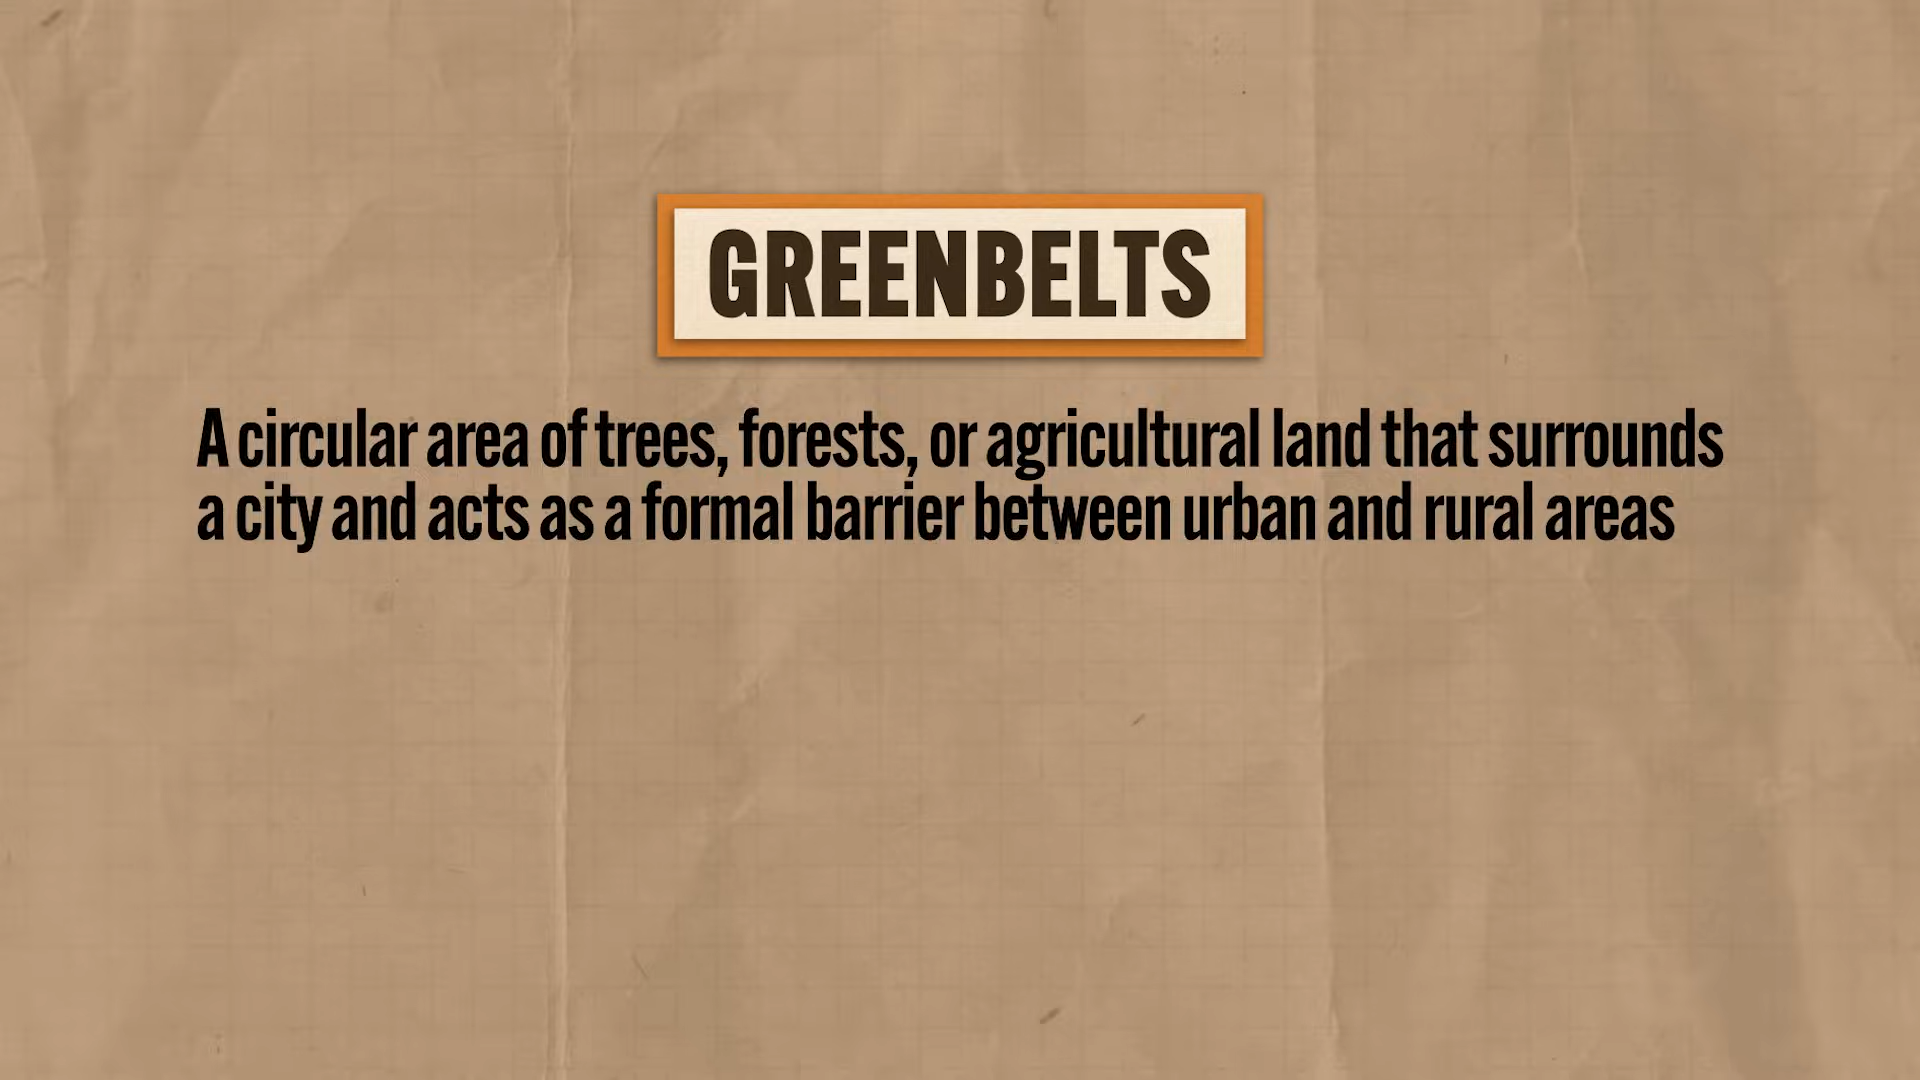 GREENBELTS
A circular area of trees, forests, or agricultural land that surrounds
a city and acts as a formal barrier between urban and rural areas